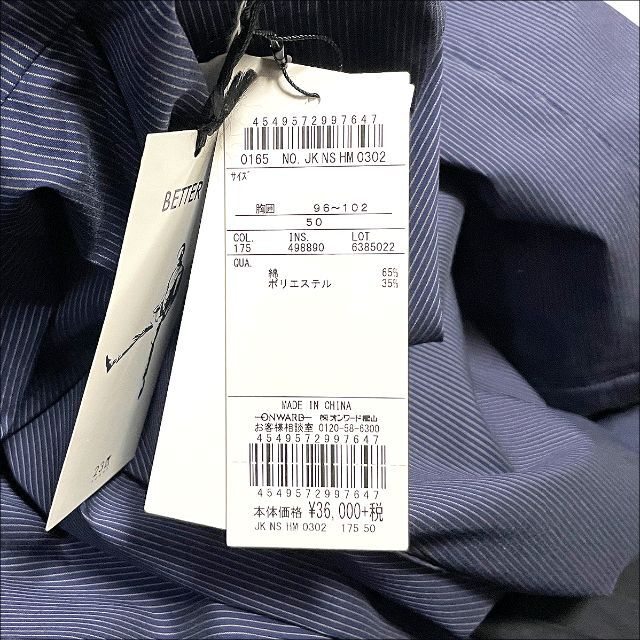 BETTER
4549572997647
0165 NO. JK NS HM 0302
サイズ
胸囲 96～102
50
COL. INS. LOT
175 498890 6385022
QUA.
綿 65%
ポリエステル 35%
MADE IN CHINA
ONWARD ㈱オンワード樫山
お客様相談室 0120-58-6300
4549572997647
4549572997647
本体価格 ¥36,000+税
JK NS HM 0302 175 50